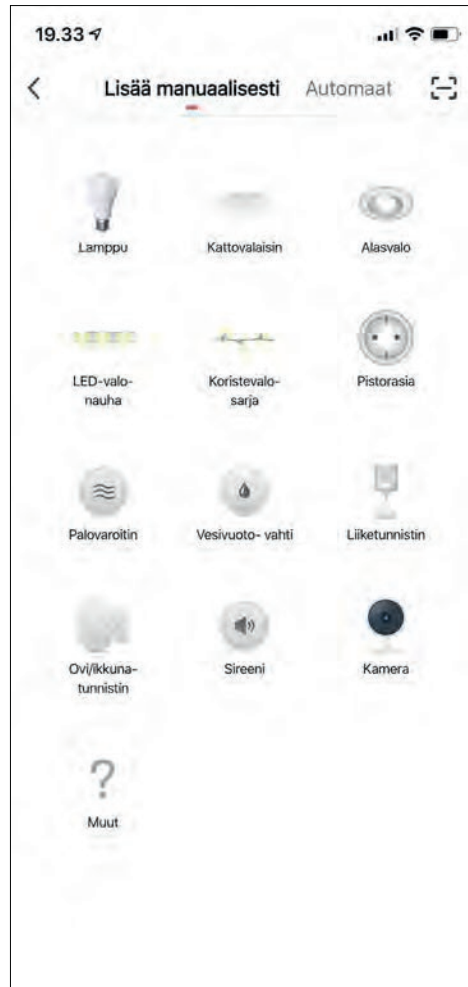 19.33
Lisää manuaalisesti Automaat
Lamppu Kattovalaisin Alasvalo
LED-valo- Koristevalo- Pistorasia
nauha sarja
Palovaroitin Vesivuoto- vahti Liiketunnistin
Ovi/ikkuna- Sireeni Kamera
tunnistin
?
Muut